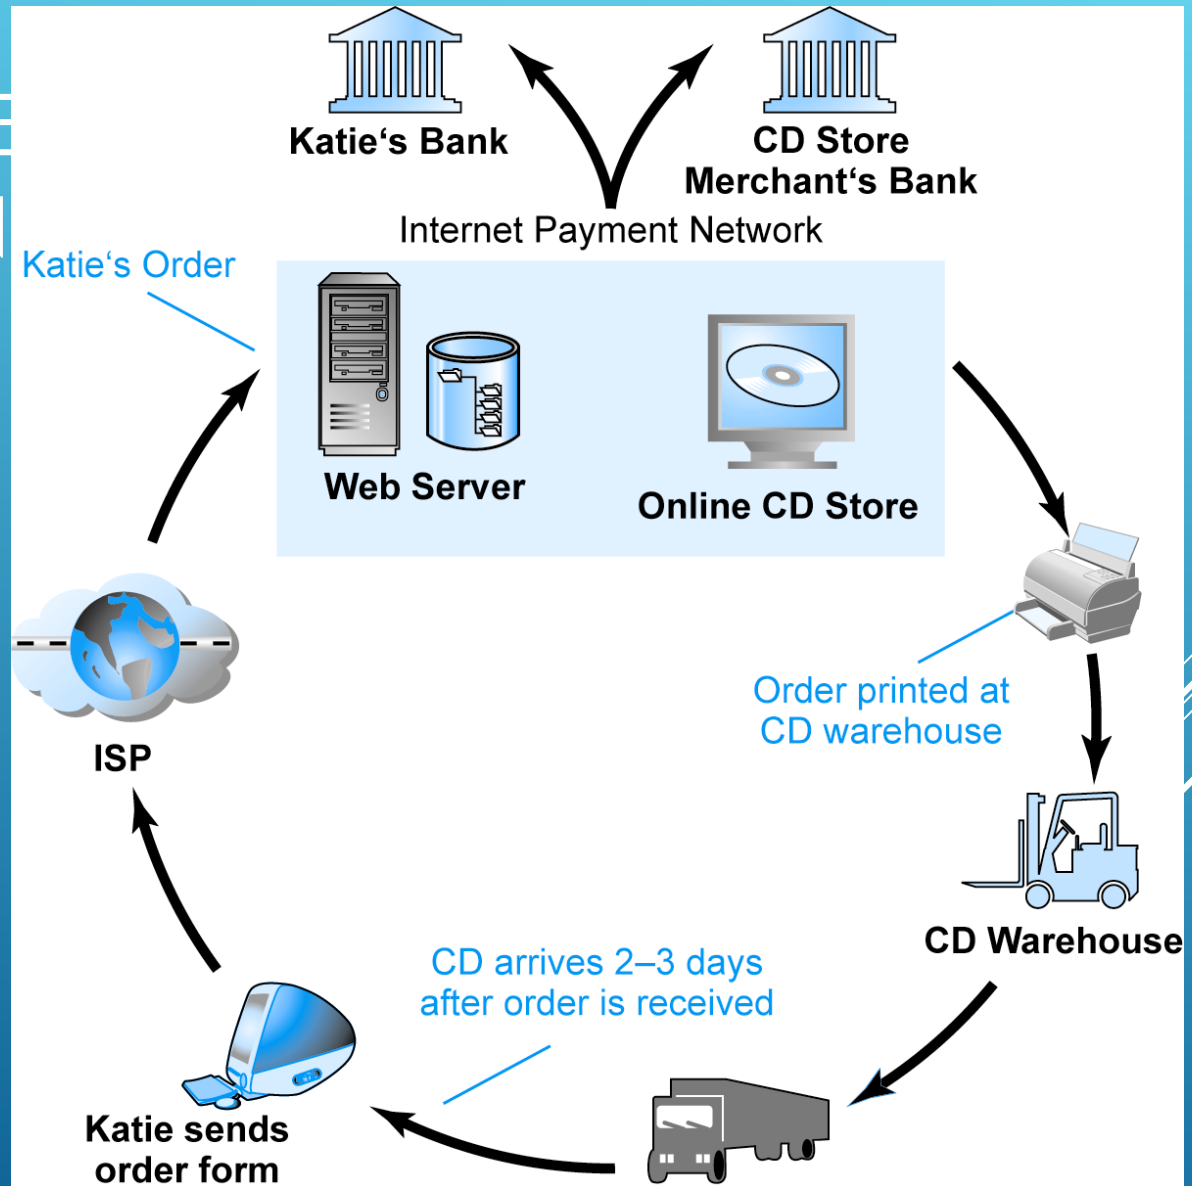 Katie‘s Bank
CD Store
Merchant‘s Bank
Internet Payment Network
Katie‘s Order
Web Server
Online CD Store
Order printed at
CD warehouse
ISP
CD Warehouse
CD arrives 2–3 days
after order is received
Katie sends
order form